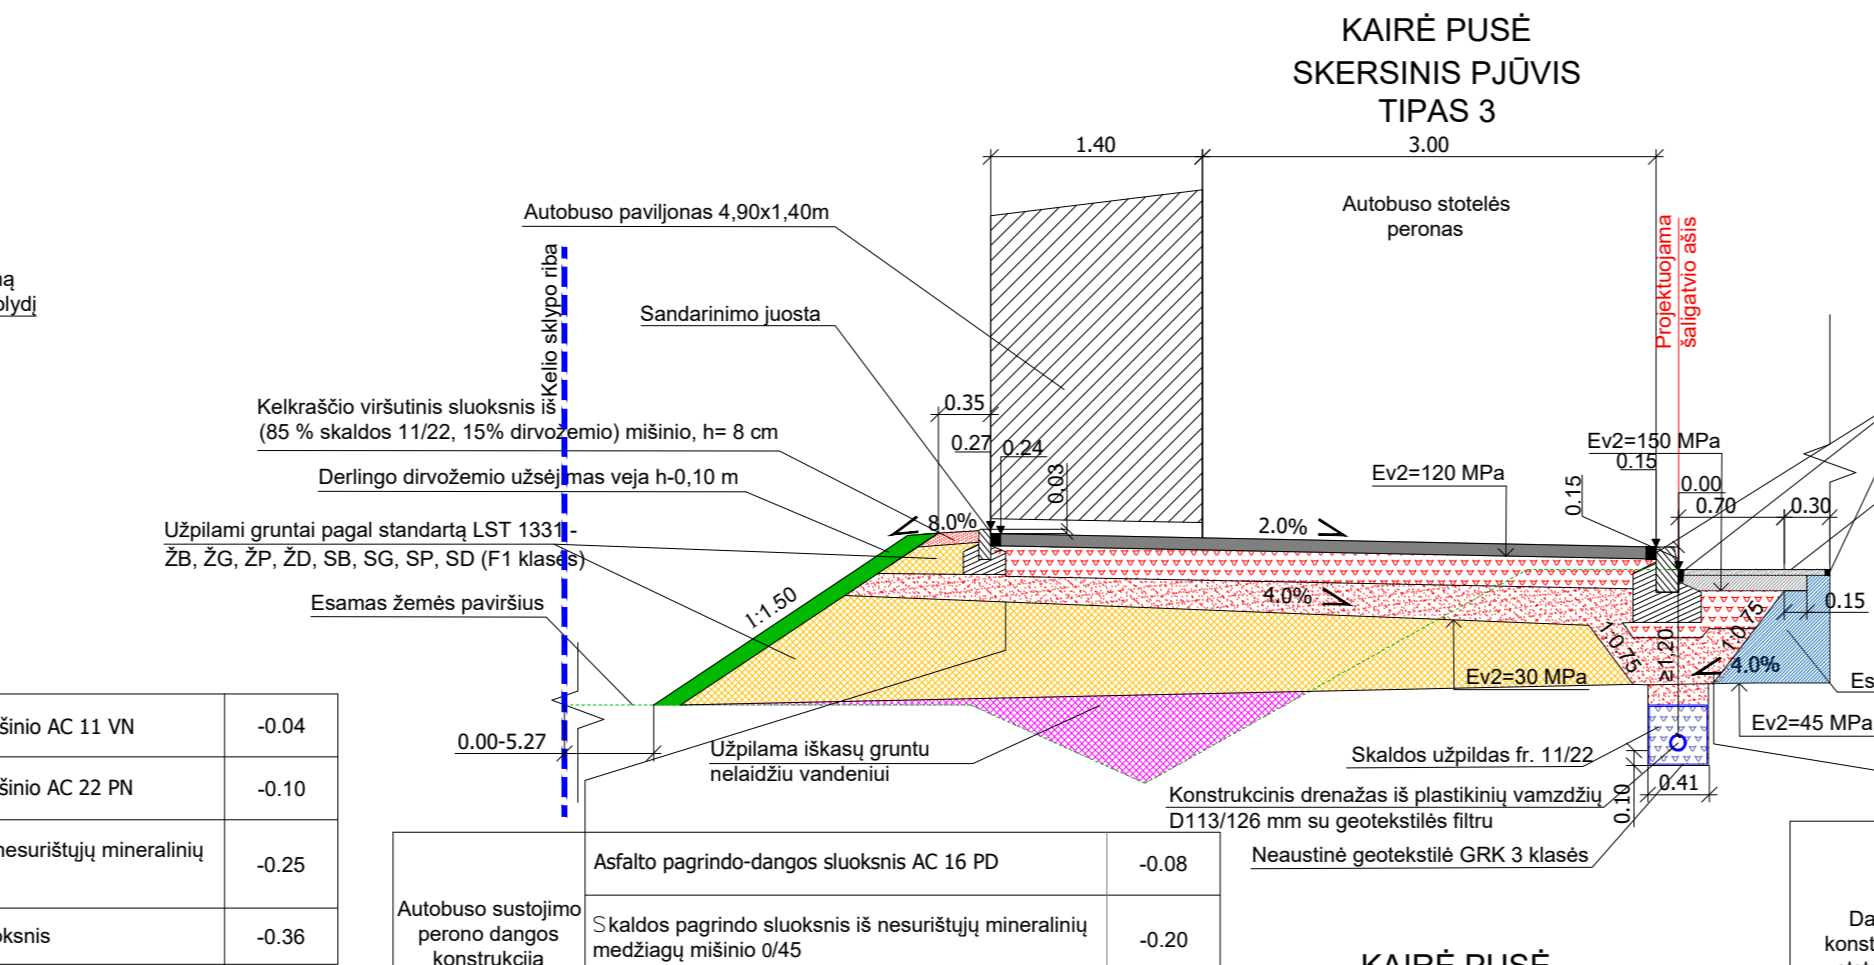 KAIRĖ PUSĖ
SKERSINIS PJŪVIS
TIPAS 3
1.40
3.00
Autobuso paviljonas 4,90x1,40m
Autobuso stotelės
peronas
Projektuojama
šaligatvio ašis
Kelio sklypo riba
olydį
Sandarinimo juosta
Kelkraščio viršutinis sluoksnis iš
(85 % skaldos 11/22, 15% dirvožemio) mišinio, h= 8 cm
0.35
0.27
0.24
0,03
Ev2=150 MPa
0.15
Ev2=120 MPa
0.15
0.00
0.70
0.30
Derlingo dirvožemio užsėjimas veja h-0,10 m
Užpilami gruntai pagal standartą LST 1331 -
ŽB, ŽG, ŽP, ŽD, SB, SG, SP, SD (F1 klasės)
8.0%
2.0%
Esamas žemės paviršius
1:1.50
4.0%
0.15
1:0.75
≥1,20
1:0.75
4.0%
Ev2=30 MPa
Es
Ev2=45 MPa
0.00-5.27
Užpilama iškasų gruntu
nelaidžiu vandeniui
Skaldos užpildas fr. 11/22
0.10
0.41
Konstrukcinis drenažas iš plastikinių vamzdžių
D113/126 mm su geotekstilės filtru
Neaustinė geotekstilė GRK 3 klasės
šinio AC 11 VN
-0.04
šinio AC 22 PN
-0.10
nesurištųjų mineralinių
-0.25
oksnis
-0.36
Autobuso sustojimo
perono dangos
konstrukcija
Asfalto pagrindo-dangos sluoksnis AC 16 PD
-0.08
Skaldos pagrindo sluoksnis iš nesurištųjų mineralinių
medžiagų mišinio 0/45
-0.20
KAIRĖ PUSĖ
Da
konst